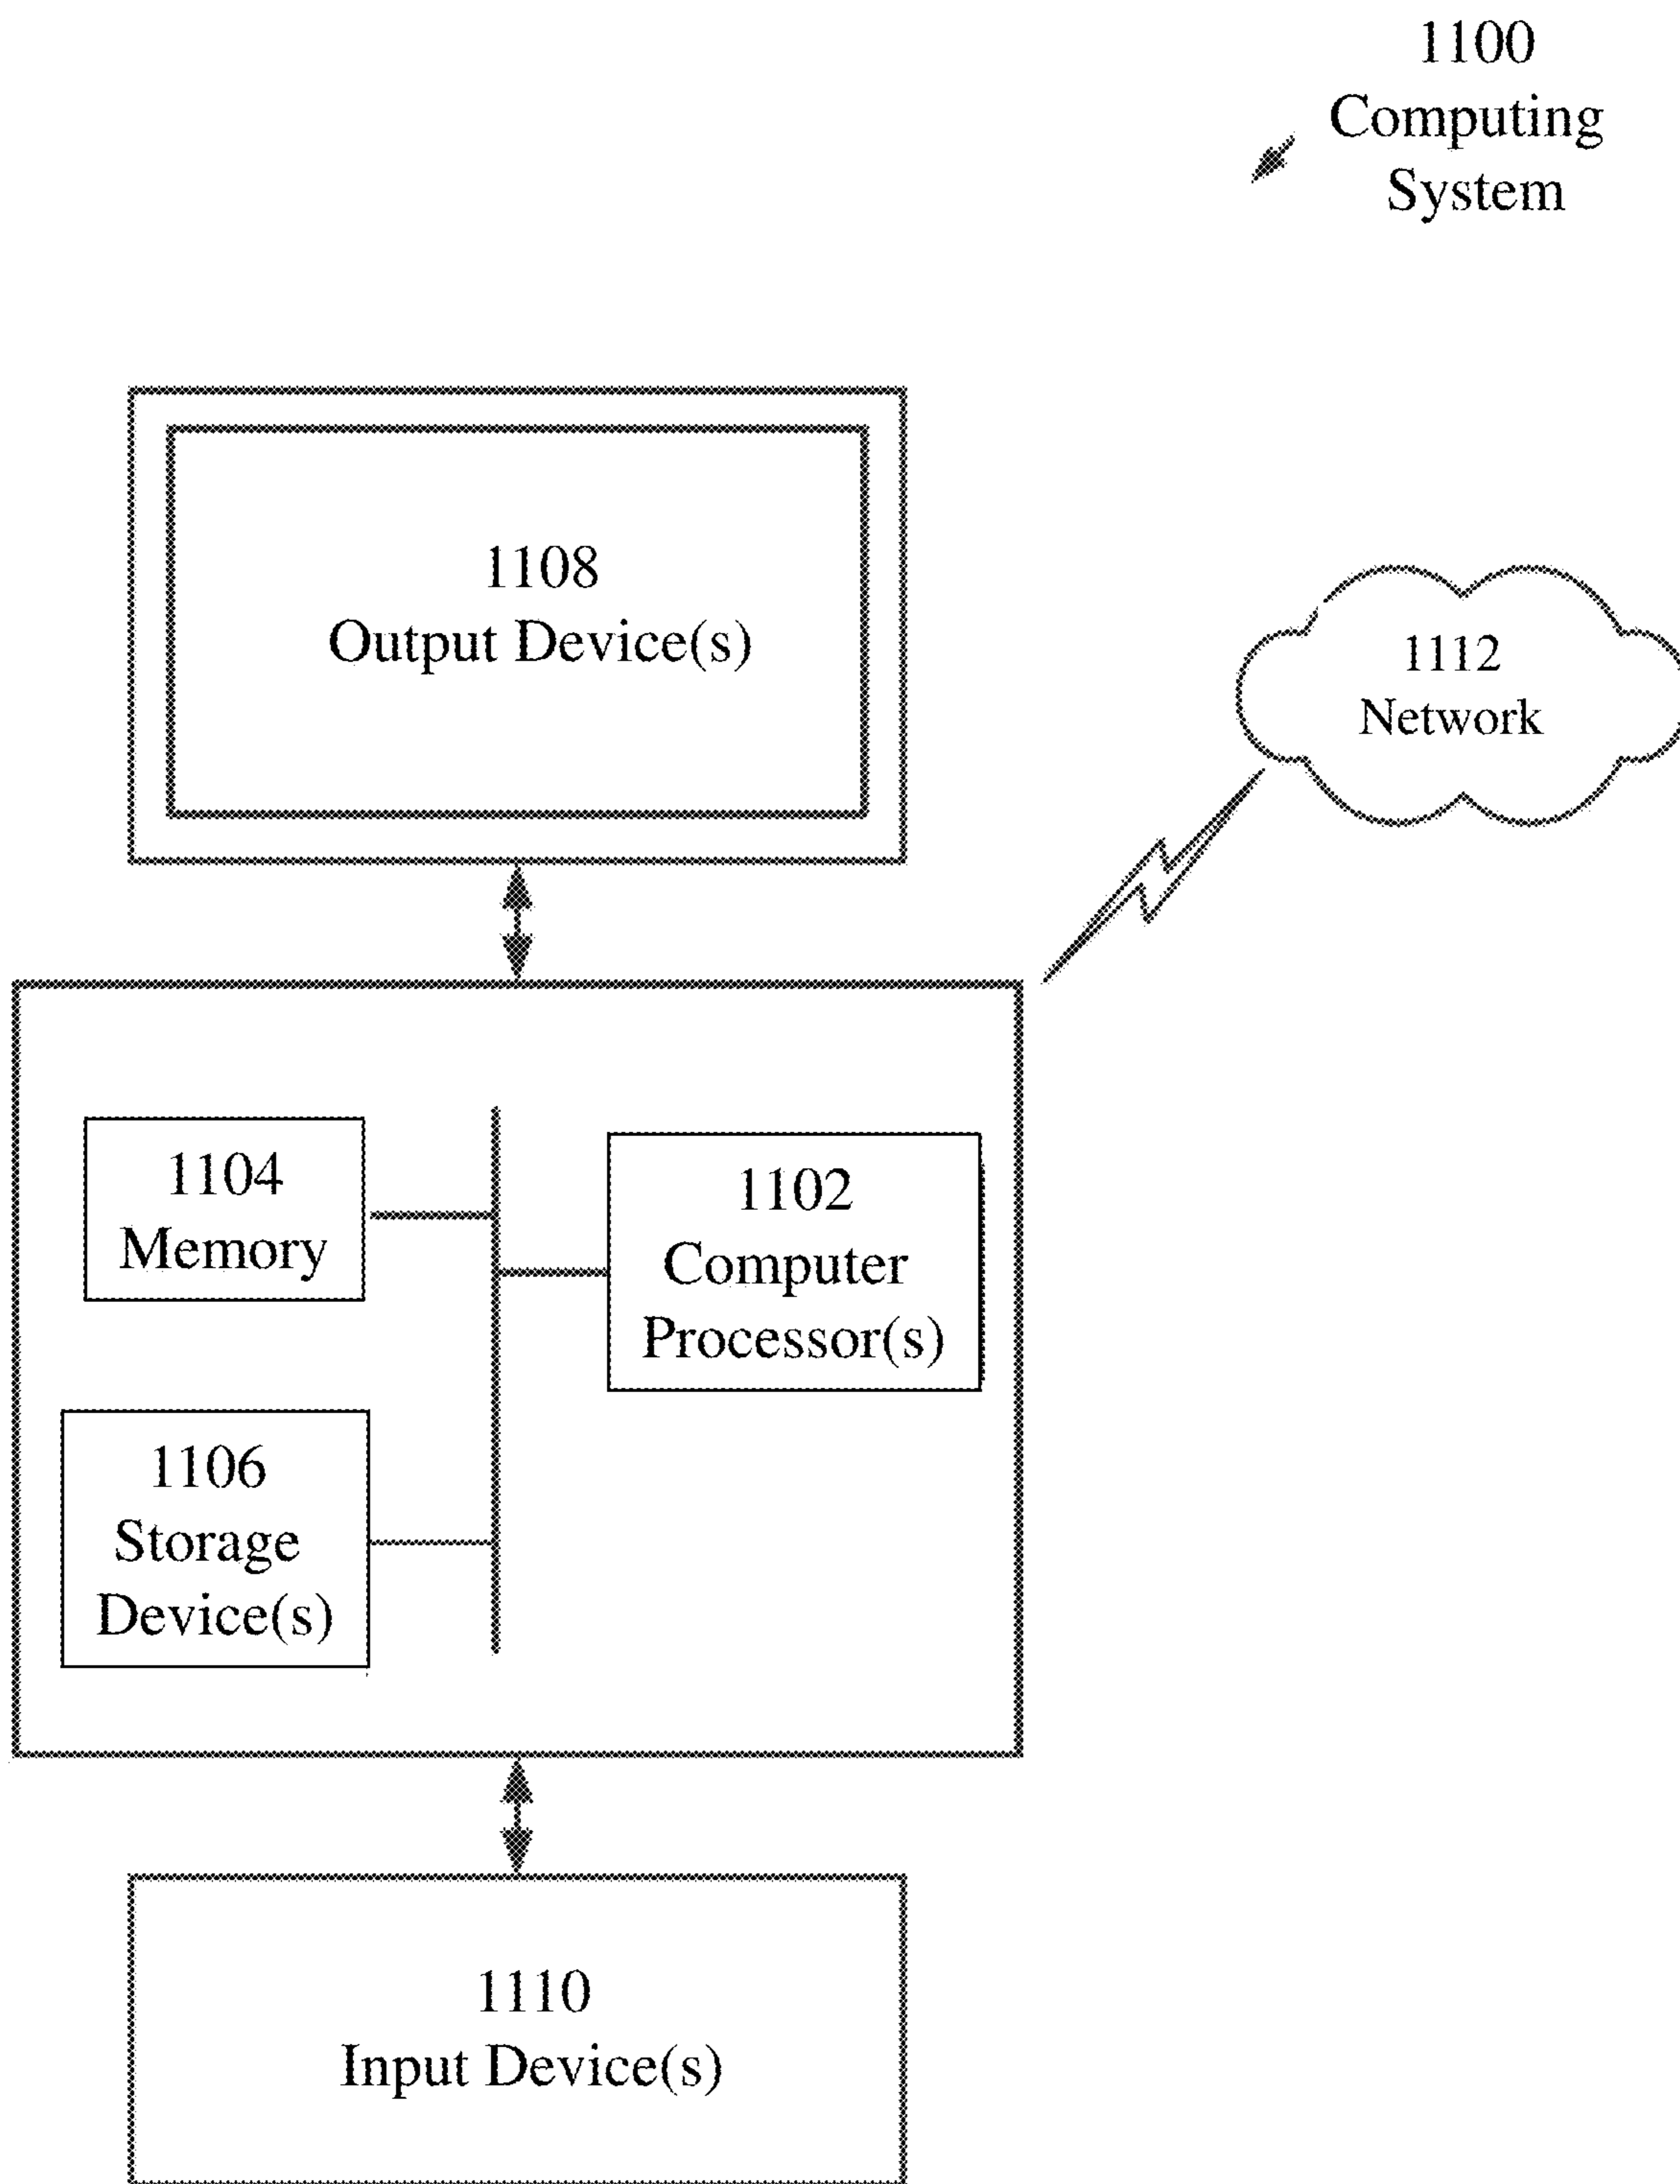 1100
Computing
System
1108
Output Device(s)
1112
Network
1104
Memory
1102
Computer
Processor(s)
1106
Storage
Device(s)
1110
Input Device(s)